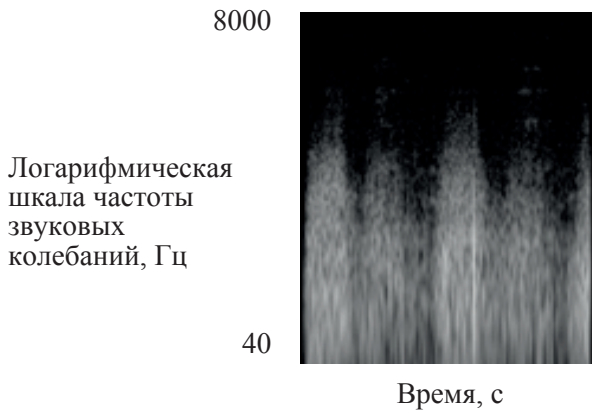 8000
Логарифмическая
шкала частоты
звуковых
колебаний, Гц
40
Время, с